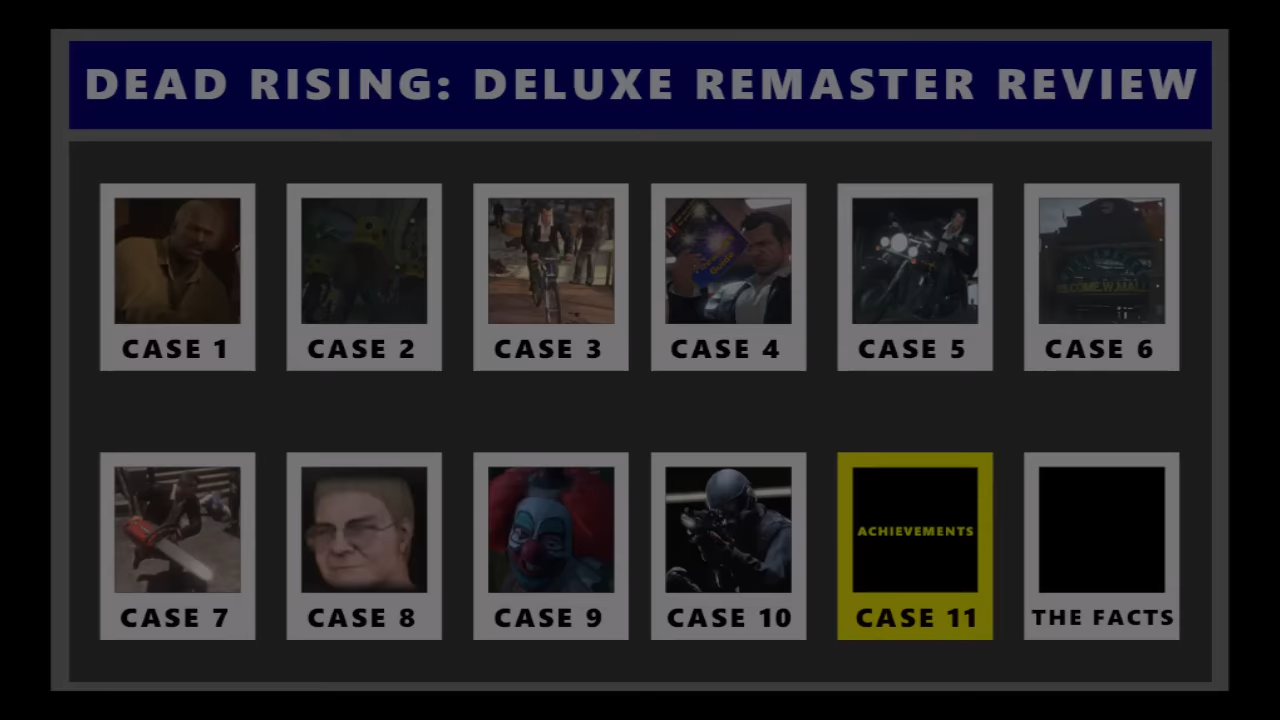 DEAD RISING: DELUXE REMASTER REVIEW
CASE 1
CASE 2
CASE 3
CASE 4
CASE 5
CASE 6
ACHIEVEMENTS
CASE 7
CASE 8
CASE 9
CASE 10
CASE 11
THE FACTS